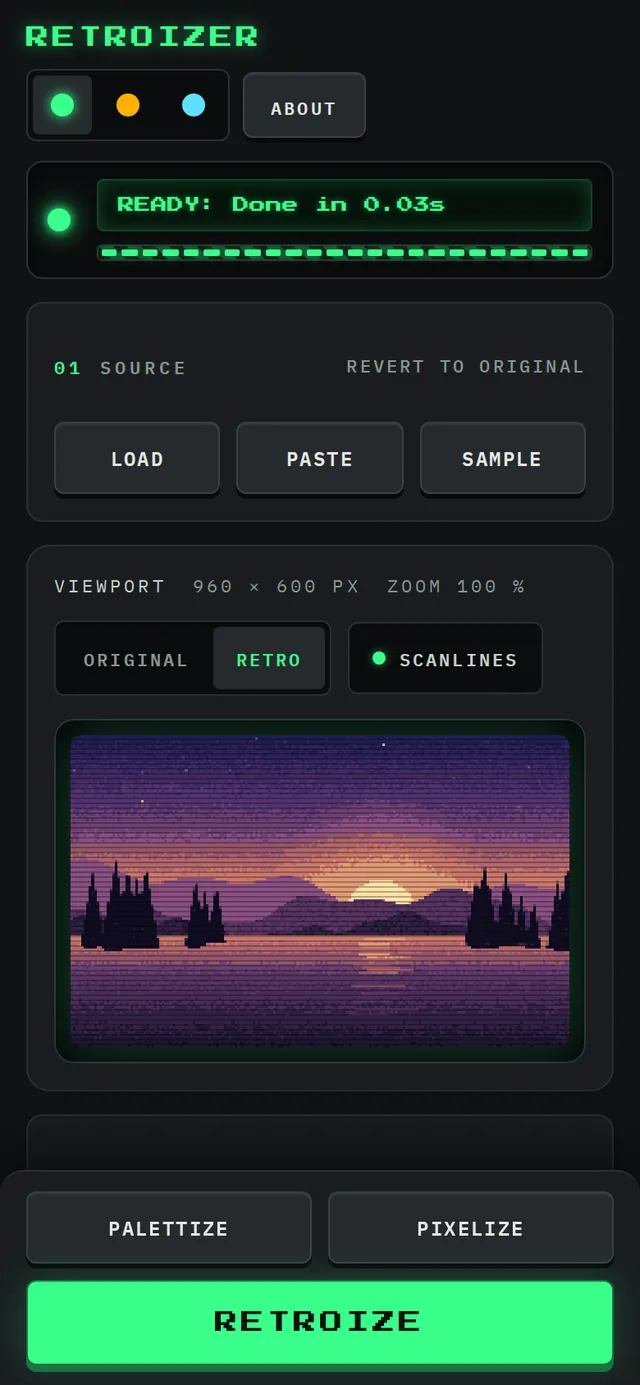 RETROIZER
ABOUT
READY: Done in 0.03s
01 SOURCE
REVERT TO ORIGINAL
LOAD
PASTE
SAMPLE
VIEWPORT 960 × 600 PX ZOOM 100 %
ORIGINAL
RETRO
SCANLINES
PALETTIZE
PIXELIZE
RETROIZE